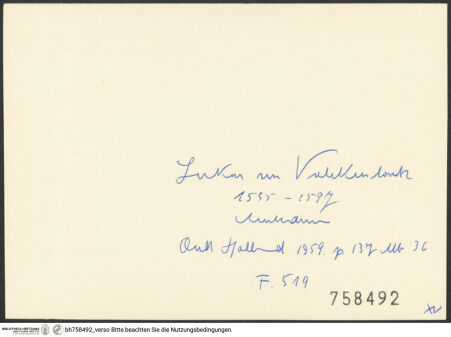 Lukas van Valckenborch
1535 - 1597
Oud Holland 1959. p. 137 Abb 36
F. 519
758492
BIBLIOTHECA HERTZIANA
bh758492_verso Bitte beachten Sie die Nutzungsbedingungen.